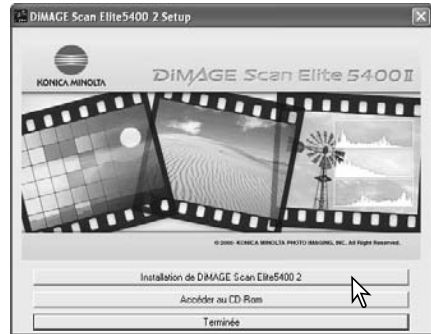 DiMAGE Scan Elite5400 2 Setup
KONICA MINOLTA
DiMAGE Scan Elite 5400 II
© 2005 KONICA MINOLTA PHOTO IMAGING, INC. All Right Reserved.
Installation de DiMAGE Scan Elite5400 2
Accéder au CD-Rom
Terminée